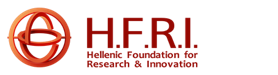 H.F.R.I.
Hellenic Foundation for
Research & Innovation